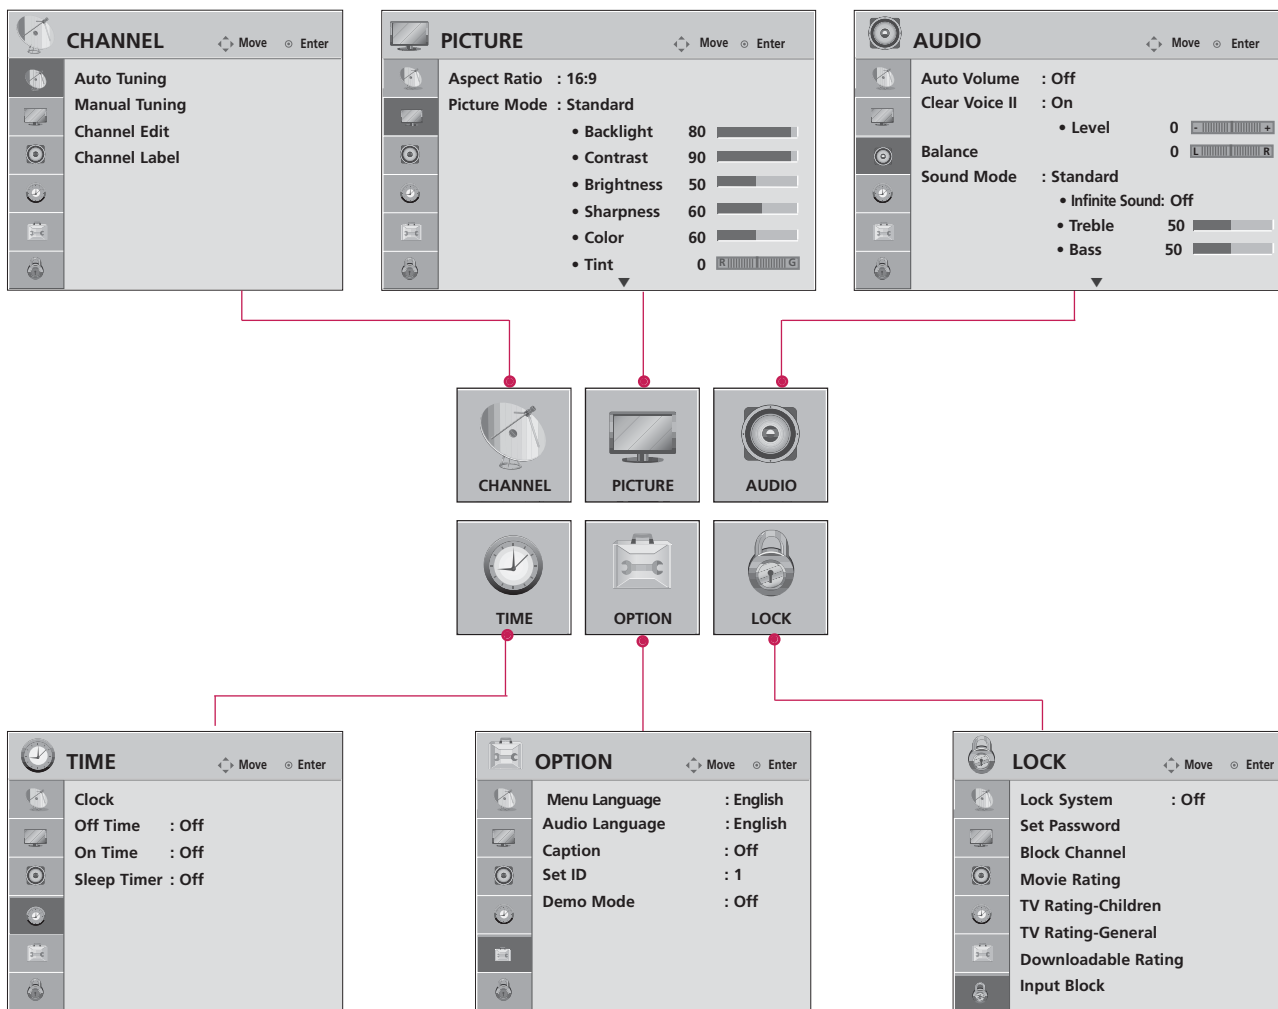 CHANNEL Move Enter
Auto Tuning
Manual Tuning
Channel Edit
Channel Label
PICTURE Move Enter
Aspect Ratio : 16:9
Picture Mode : Standard
• Backlight 80
• Contrast 90
• Brightness 50
• Sharpness 60
• Color 60
• Tint 0 R G
AUDIO Move Enter
Auto Volume : Off
Clear Voice II : On
• Level 0 - +
Balance 0 L R
Sound Mode : Standard
• Infinite Sound: Off
• Treble 50
• Bass 50
CHANNEL
PICTURE
AUDIO
TIME
OPTION
LOCK
TIME Move Enter
Clock
Off Time : Off
On Time : Off
Sleep Timer : Off
OPTION Move Enter
Menu Language : English
Audio Language : English
Caption : Off
Set ID : 1
Demo Mode : Off
LOCK Move Enter
Lock System : Off
Set Password
Block Channel
Movie Rating
TV Rating-Children
TV Rating-General
Downloadable Rating
Input Block